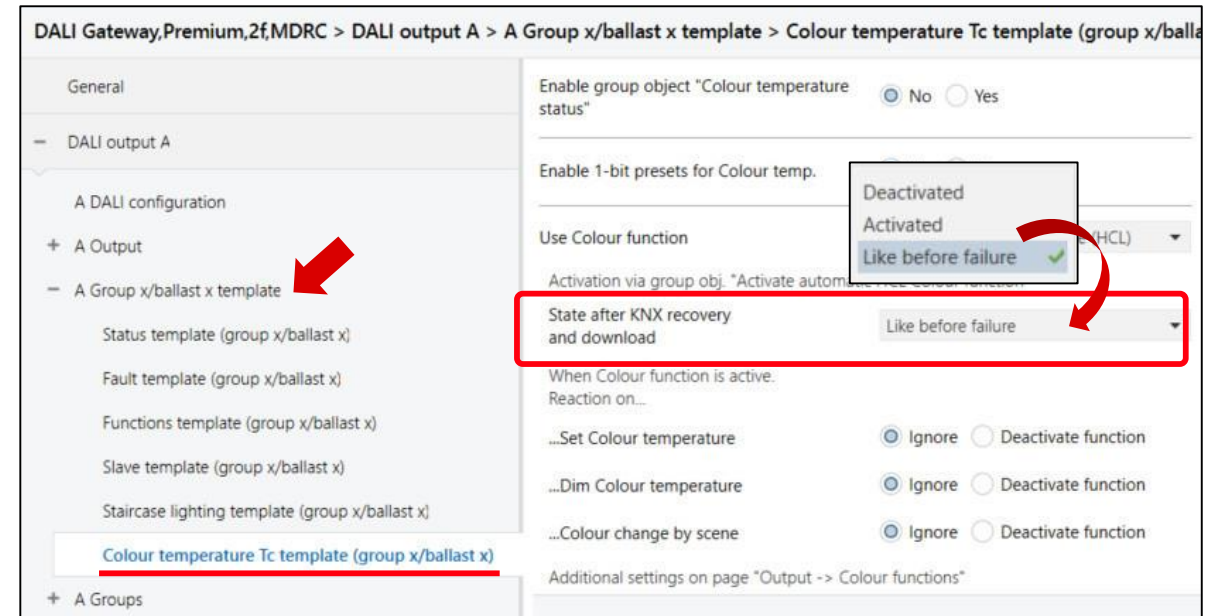 DALI Gateway,Premium,2f,MDRC > DALI output A > A Group x/ballast x template > Colour temperature Tc template (group x/balla
General
− DALI output A
A DALI configuration
+ A Output
− A Group x/ballast x template
Status template (group x/ballast x)
Fault template (group x/ballast x)
Functions template (group x/ballast x)
Slave template (group x/ballast x)
Staircase lighting template (group x/ballast x)
Colour temperature Tc template (group x/ballast x)
+ A Groups
Enable group object "Colour temperature
status"
No Yes
Enable 1-bit presets for Colour temp.
Deactivated
Activated
Like before failure
Use Colour function
(HCL)
Activation via group obj. "Activate automatic HCL Colour function"
State after KNX recovery
and download
Like before failure
When Colour function is active.
Reaction on...
...Set Colour temperature Ignore Deactivate function
...Dim Colour temperature Ignore Deactivate function
...Colour change by scene Ignore Deactivate function
Additional settings on page "Output -> Colour functions"